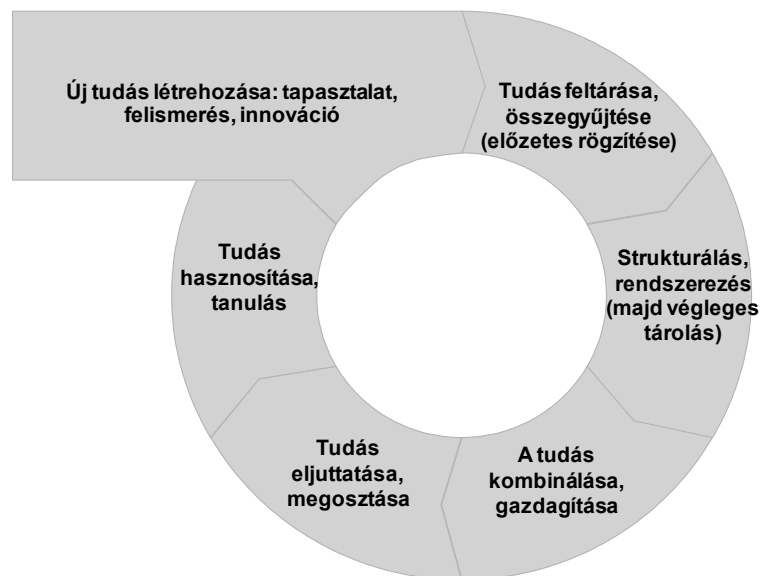 Új tudás létrehozása: tapasztalat,
felismerés, innováció
Tudás feltárása,
összegyűjtése
(előzetes rögzítése)
Strukturálás,
rendszerezés
(majd végleges
tárolás)
A tudás
kombinálása,
gazdagítása
Tudás
eljuttatása,
megosztása
Tudás
hasznosítása,
tanulás